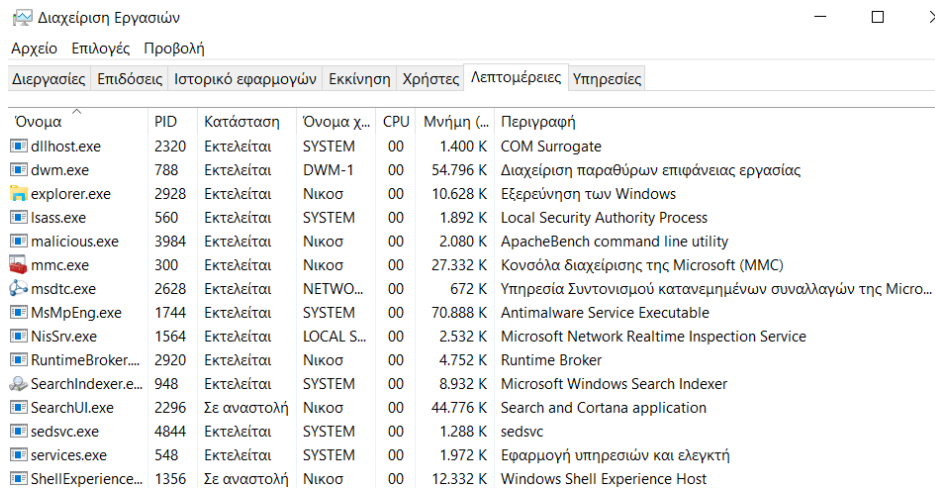 Διαχείριση Εργασιών
Αρχείο Επιλογές Προβολή
Διεργασίες Επιδόσεις Ιστορικό εφαρμογών Εκκίνηση Χρήστες Λεπτομέρειες Υπηρεσίες
Όνομα PID Κατάσταση Όνομα χ... CPU Μνήμη (... Περιγραφή
dllhost.exe 2320 Εκτελείται SYSTEM 00 1.400 K COM Surrogate
dwm.exe 788 Εκτελείται DWM-1 00 54.796 K Διαχείριση παραθύρων επιφάνειας εργασίας
explorer.exe 2928 Εκτελείται Νικοσ 00 10.628 K Εξερεύνηση των Windows
lsass.exe 560 Εκτελείται SYSTEM 00 1.892 K Local Security Authority Process
malicious.exe 3984 Εκτελείται Νικοσ 00 2.080 K ApacheBench command line utility
mmc.exe 300 Εκτελείται Νικοσ 00 27.332 K Κονσόλα διαχείρισης της Microsoft (MMC)
msdtc.exe 2628 Εκτελείται NETWO... 00 672 K Υπηρεσία Συντονισμού κατανεμημένων συναλλαγών της Micro...
MsMpEng.exe 1744 Εκτελείται SYSTEM 00 70.888 K Antimalware Service Executable
NisSrv.exe 1564 Εκτελείται LOCAL S... 00 2.532 K Microsoft Network Realtime Inspection Service
RuntimeBroker.... 2920 Εκτελείται Νικοσ 00 4.752 K Runtime Broker
SearchIndexer.e... 948 Εκτελείται SYSTEM 00 8.932 K Microsoft Windows Search Indexer
SearchUI.exe 2296 Σε αναστολή Νικοσ 00 44.776 K Search and Cortana application
sedsvc.exe 4844 Εκτελείται SYSTEM 00 1.288 K sedsvc
services.exe 548 Εκτελείται SYSTEM 00 1.972 K Εφαρμογή υπηρεσιών και ελεγκτή
ShellExperience... 1356 Σε αναστολή Νικοσ 00 12.332 K Windows Shell Experience Host